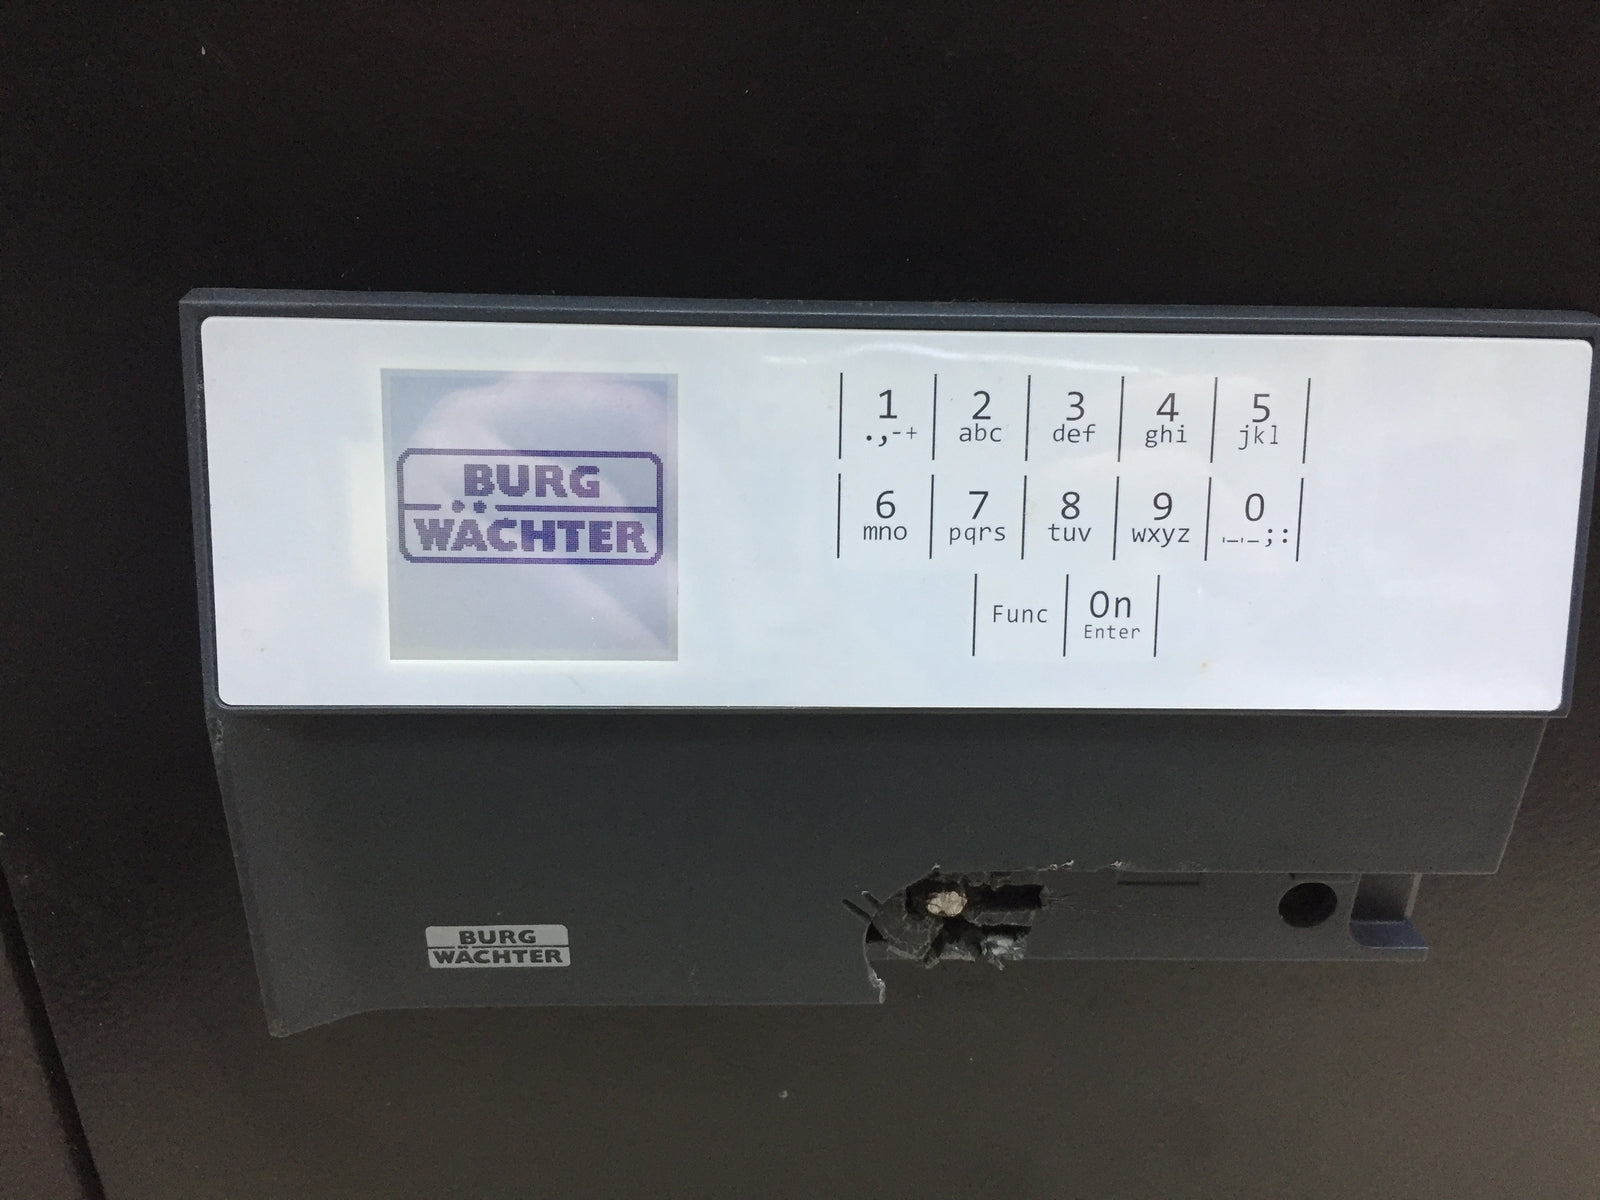 BURG
WÄCHTER
1 2 3 4 5
.,-+ abc def ghi jkl
6 7 8 9 0
mno pqrs tuv wxyz
Func On
Enter
BURG
WÄCHTER